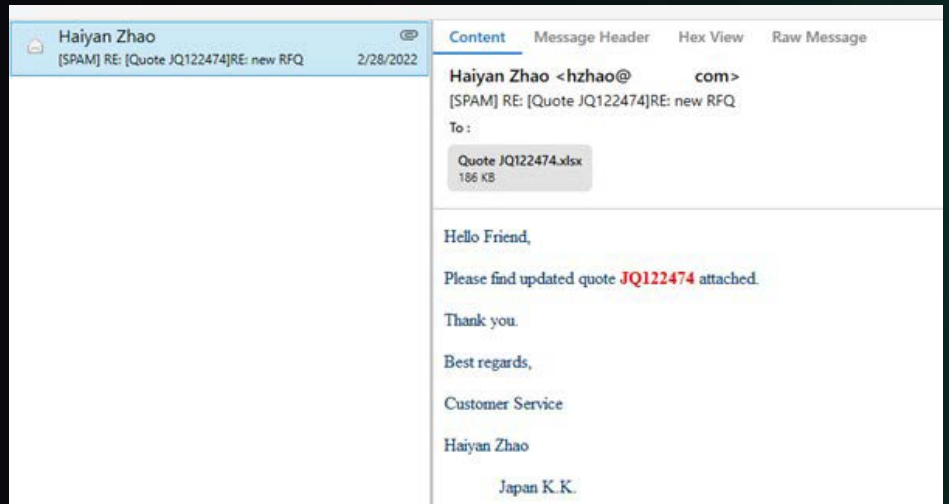 Haiyan Zhao
[SPAM] RE: [Quote JQ122474]RE: new RFQ 2/28/2022
Content Message Header Hex View Raw Message
Haiyan Zhao <hzhao@ com>
[SPAM] RE: [Quote JQ122474]RE: new RFQ
To :
Quote JQ122474.xlsx
186 KB
Hello Friend,
Please find updated quote JQ122474 attached.
Thank you.
Best regards,
Customer Service
Haiyan Zhao
Japan K.K.